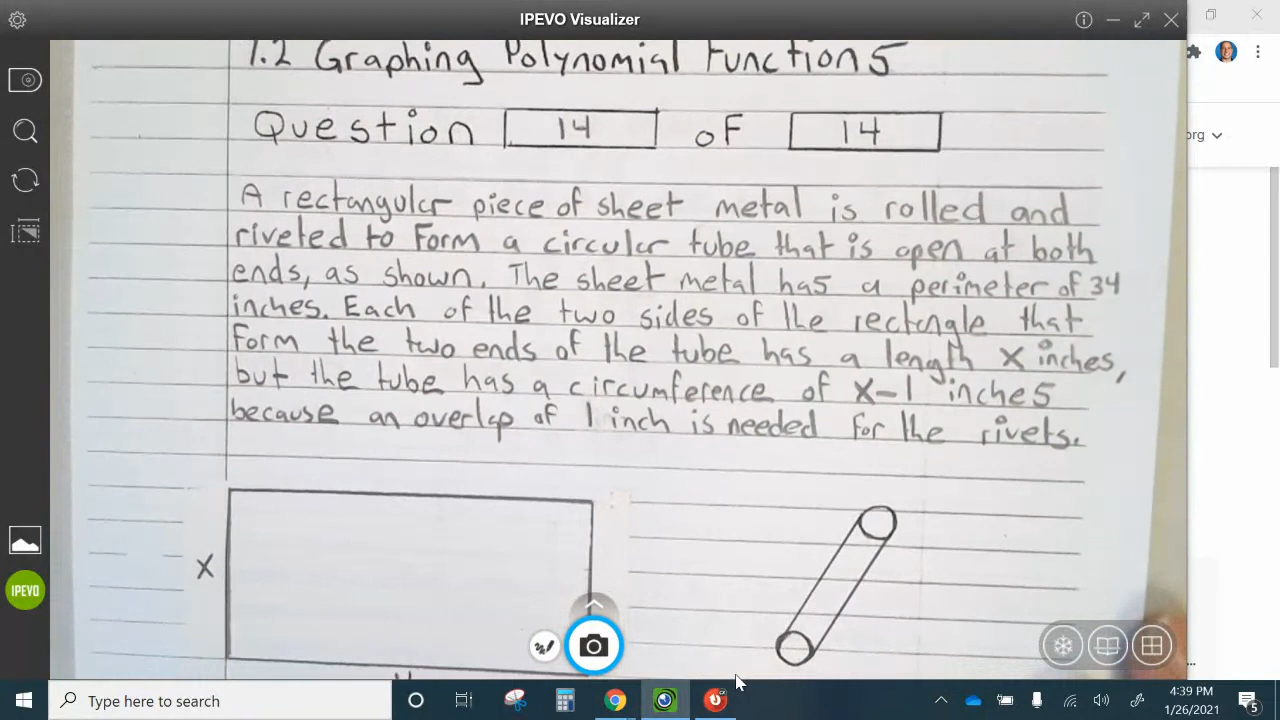 IPEVO Visualizer
1.2 Graphing Polynomial Function5
Question 14 of 14
A rectangular piece of sheet metal is rolled and
riveted to Form a circular tube that is open at both
ends, as shown. The sheet metal has a perimeter of 34
inches. Each of the two sides of the rectangle that
Form the two ends of the tube has a length x inches,
but the tube has a circumference of x-1 inches
because an overlap of 1 inch is needed for the rivets.
x
IPEVO
org
Type here to search
4:39 PM
1/26/2021
5